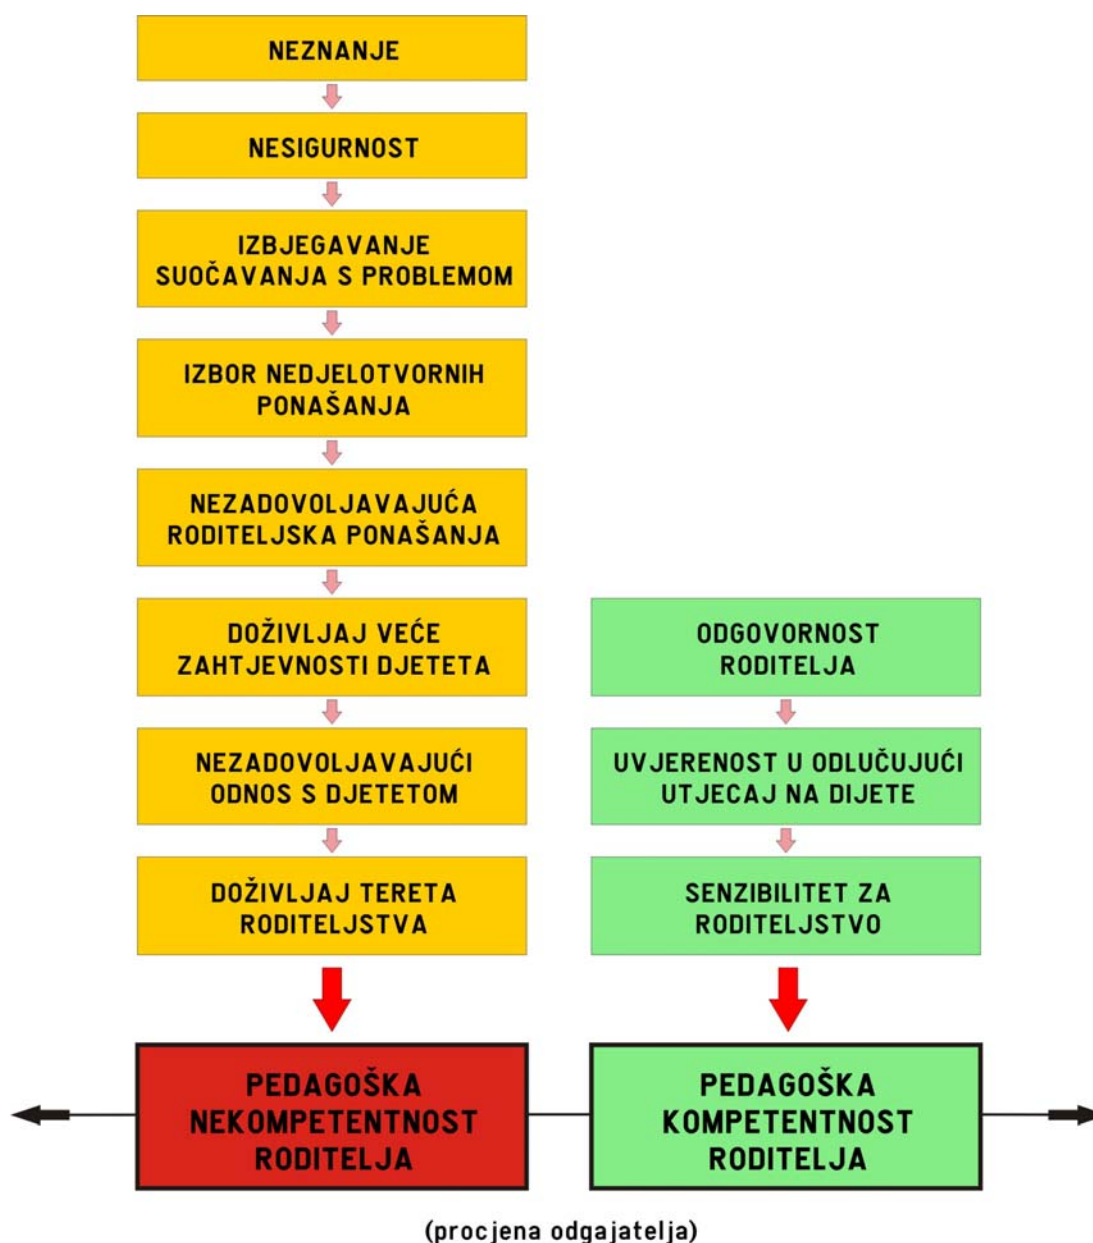 NEZNANJE
NESIGURNOST
IZBJEGAVANJE
SUOČAVANJA S PROBLEMOM
IZBOR NEDJELOTVORNIH
PONAŠANJA
NEZADOVOLJAVAJUĆA
RODITELJSKA PONAŠANJA
DOŽIVLJAJ VEĆE
ZAHTJEVNOSTI DJETETA
NEZADOVOLJAVAJUĆI
ODNOS S DJETETOM
DOŽIVLJAJ TERETA
RODITELJSTVA
PEDAGOŠKA
NEKOMPETENTNOST
RODITELJA
ODGOVORNOST
RODITELJA
UVJERENOST U ODLUČUJUĆI
UTJECAJ NA DIJETE
SENZIBILITET ZA
RODITELJSTVO
PEDAGOŠKA
KOMPETENTNOST
RODITELJA
(procjena odgajatelja)